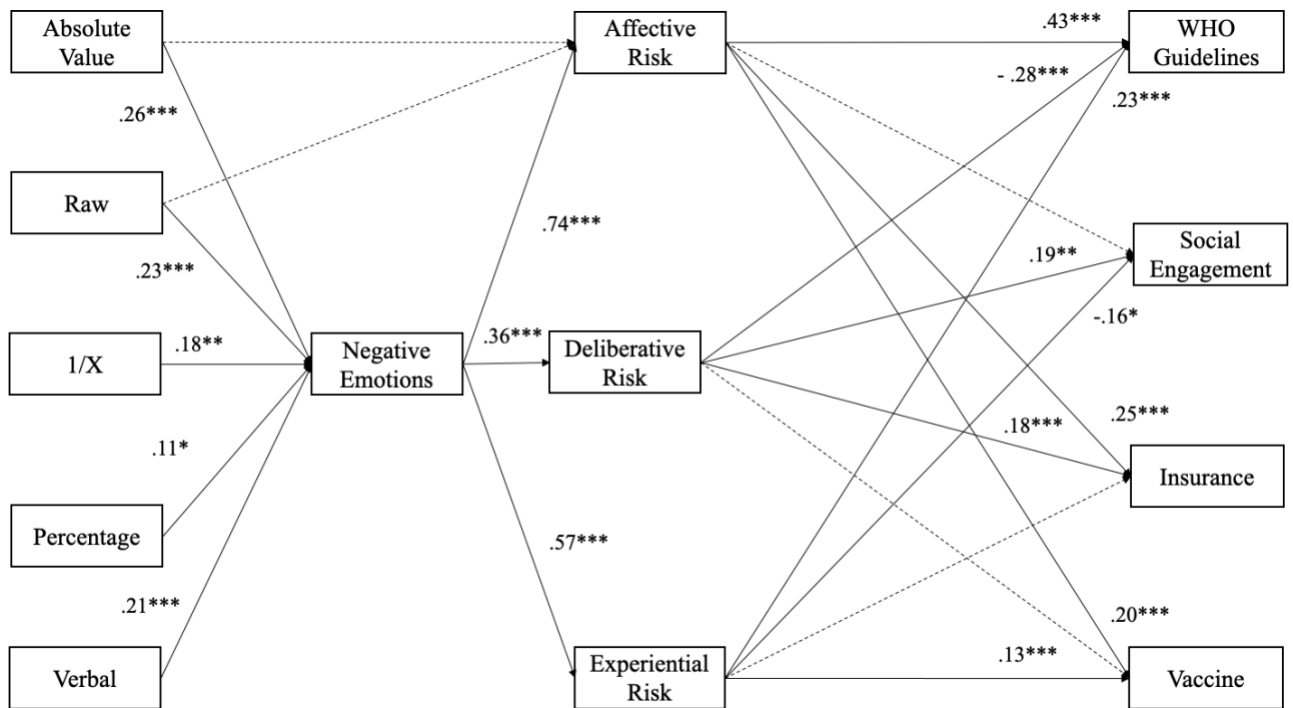 Absolute
Value
Affective
Risk
.43***
WHO
Guidelines
- .28***
.23***
.26***
Raw
.74***
.23***
.19**
Social
Engagement
-.16*
1/X
.18**
Negative
Emotions
.36***
Deliberative
Risk
.11*
.18***
.25***
Insurance
Percentage
.57***
.21***
.20***
Verbal
Experiential
Risk
.13***
Vaccine